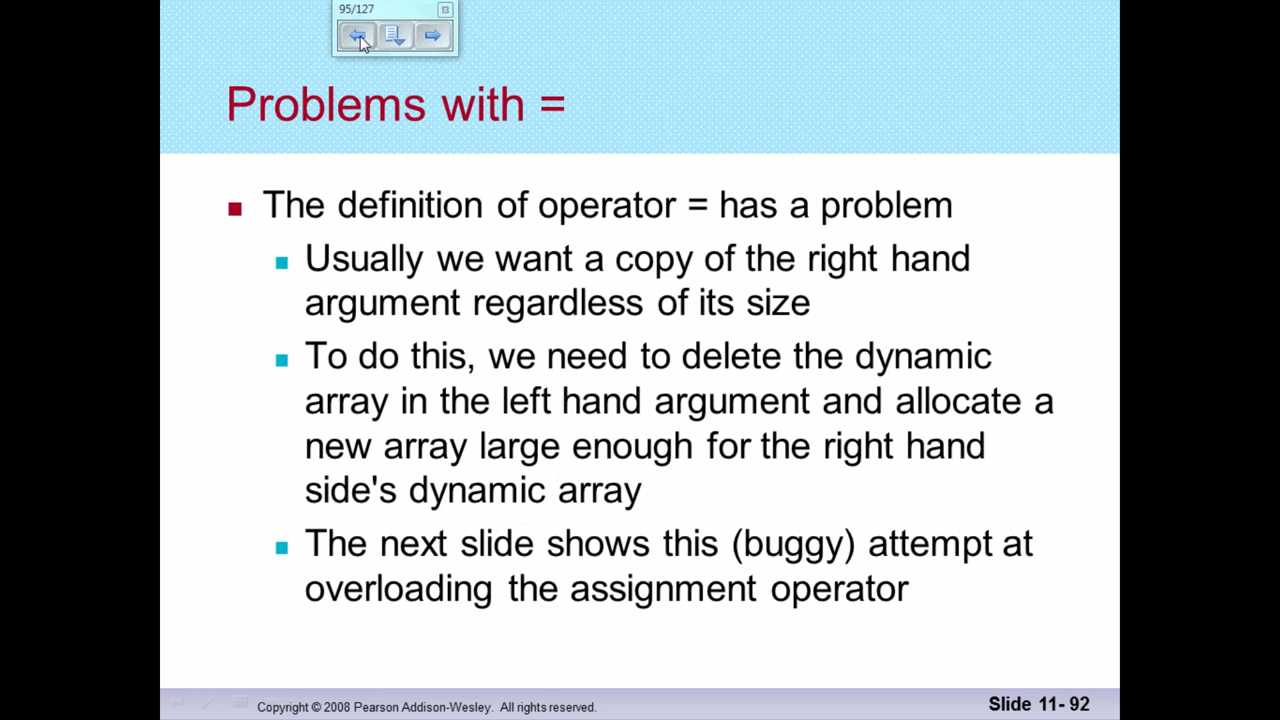 95/127
Problems with =
The definition of operator = has a problem
Usually we want a copy of the right hand
argument regardless of its size
To do this, we need to delete the dynamic
array in the left hand argument and allocate a
new array large enough for the right hand
side's dynamic array
The next slide shows this (buggy) attempt at
overloading the assignment operator
Copyright © 2008 Pearson Addison-Wesley. All rights reserved.
Slide 11- 92